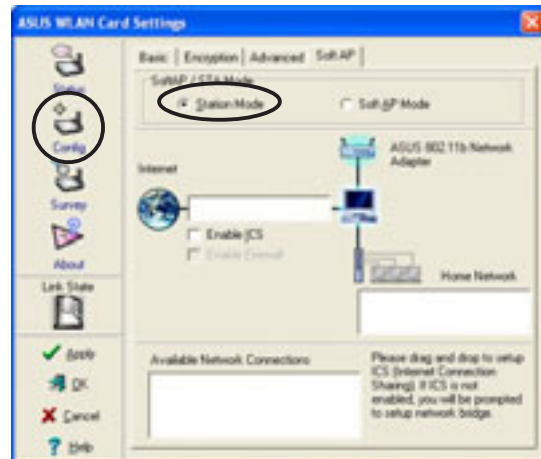 ASUS WLAN Card Settings
Status
Config
Survey
About
Link State
Apply
OK
Cancel
Help
Basic Encryption Advanced Soft AP
SoftAP / STA Mode
Station Mode Soft AP Mode
ASUS 802.11b Network
Adapter
Internet
Enable ICS
Enable Firewall
Home Network
Available Network Connections
Please drag and drop to setup
ICS (Internet Connection
Sharing). If ICS is not
enabled, you will be prompted
to setup network bridge.